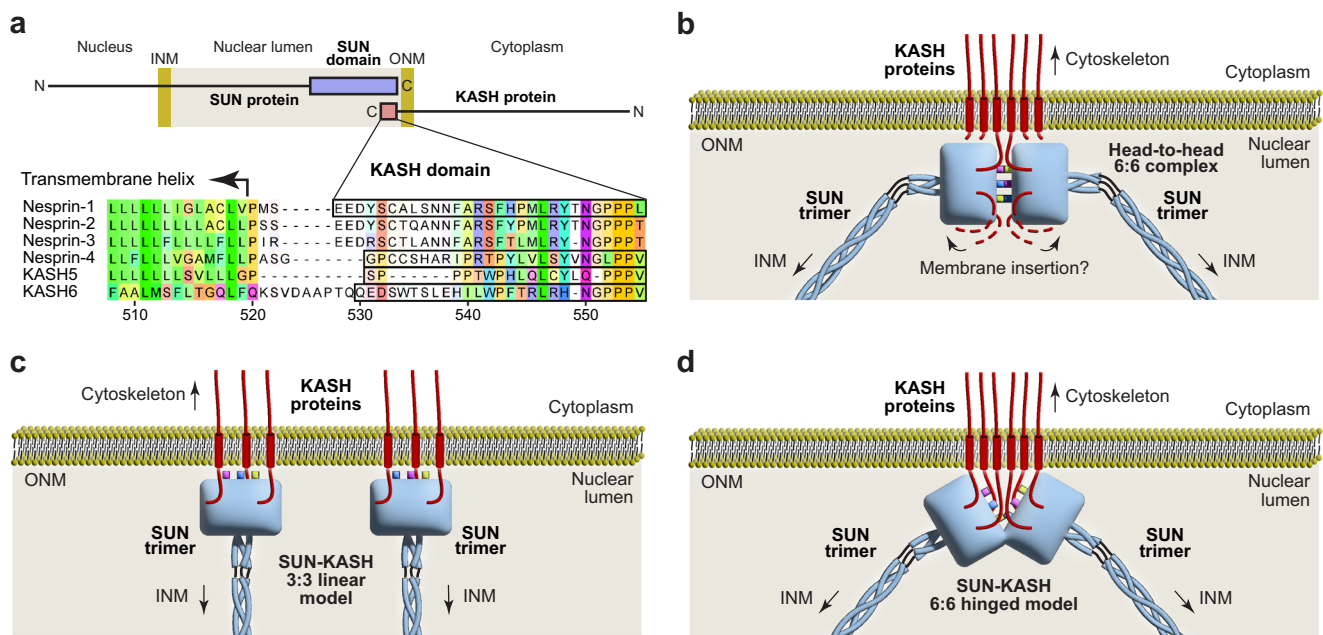 a
Nucleus
INM
Nuclear lumen
SUN domain
ONM
Cytoplasm
N
C
SUN protein
C
KASH protein
N
KASH domain
Transmembrane helix
Nesprin-1 LLLLLLIGLACLVPMS-----EEDYSCALSNNFARSFHPMLRYTNGPPPL
Nesprin-2 LLLLLLLLLACLLPSS-----EEDYSCTQANNFARSFYPMLRYTNGPPPT
Nesprin-3 LLLLLFLLLLFLLPIR-----EEDRSCTLANNFARSFTLMLRY-NGPPPT
Nesprin-4 LLFLLLVGAMFLLPASG-------GPCCSHARIPRTPYLVLSYVNGLPPV
KASH5 LLLLLLLSVLLLGP----------SP-----PPTWPHLQLCYLQ-PPPV
KASH6 FAALMSFLTGQLFQKSVDAAPTQQEDSWTSLEHILWPFTRLRH-NGPPPV
510 520 530 540 550
b
KASH proteins
Cytoskeleton
Cytoplasm
ONM
Nuclear lumen
Head-to-head 6:6 complex
SUN trimer
SUN trimer
INM
INM
Membrane insertion?
c
Cytoskeleton
KASH proteins
Cytoplasm
ONM
Nuclear lumen
SUN trimer
SUN trimer
SUN-KASH 3:3 linear model
INM
INM
d
KASH proteins
Cytoskeleton
Cytoplasm
ONM
Nuclear lumen
SUN trimer
SUN trimer
SUN-KASH 6:6 hinged model
INM
INM